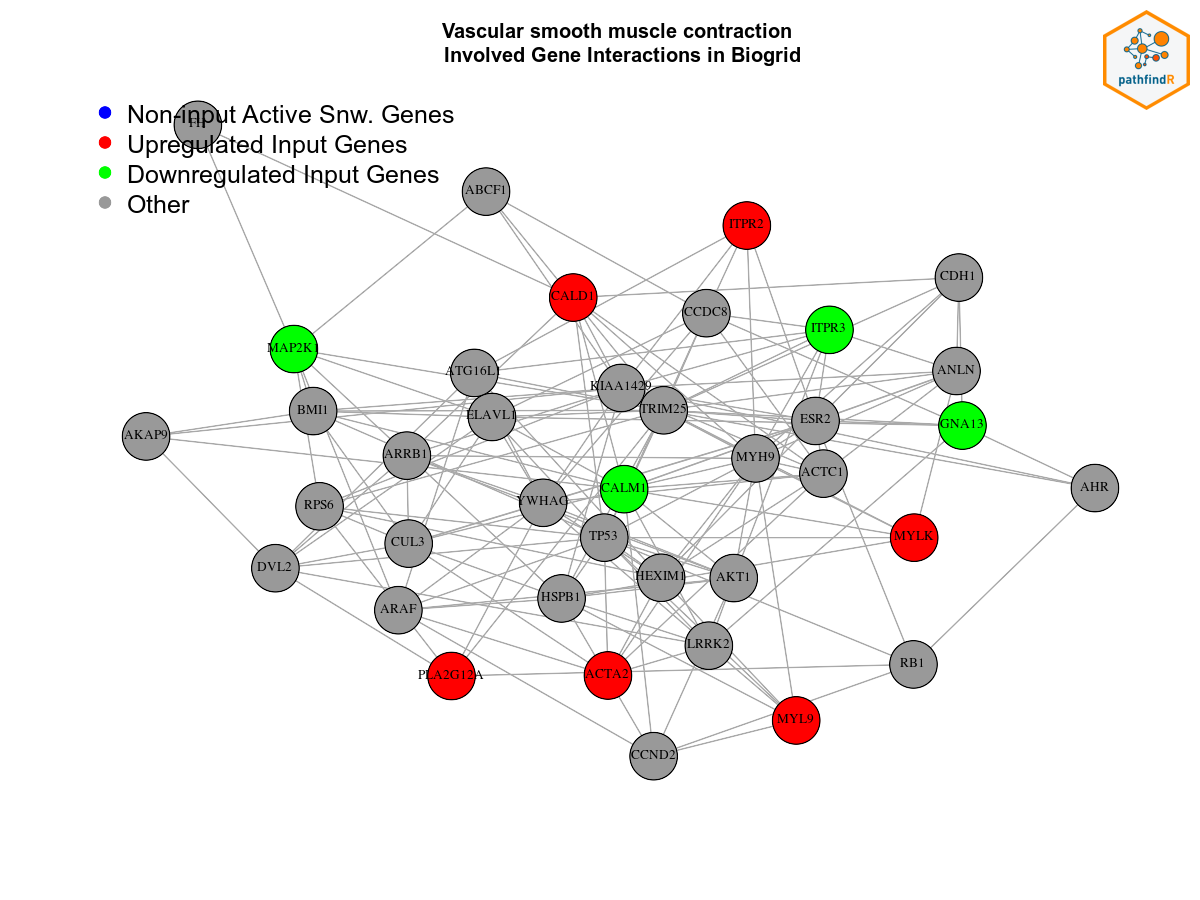 Vascular smooth muscle contraction
Involved Gene Interactions in Biogrid
pathfindR
Non-input Active Snw. Genes
Upregulated Input Genes
Downregulated Input Genes
Other
ABCF1
ITPR2
CDH1
CALD1
CCDC8
ITPR3
MAP2K1
ATG16L1
ANLN
KIAA1429
BMI1
TRIM25
ELAVL1
ESR2
GNA13
AKAP9
ARRB1
MYH9
ACTC1
CALM1
AHR
RPS6
YWHAG
TP53
MYLK
CUL3
DVL2
HEXIM1
AKT1
HSPB1
ARAF
LRRK2
RB1
PLA2G12A
ACTA2
MYL9
CCND2